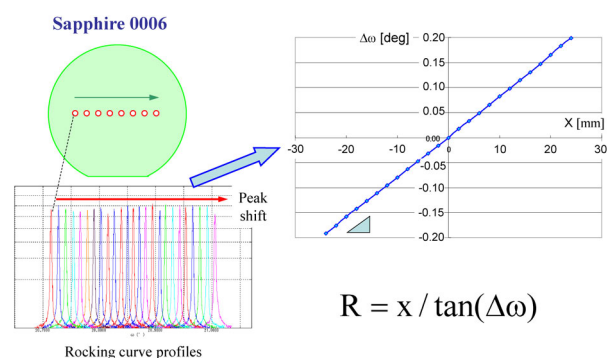 Sapphire 0006
Peak
shift
Rocking curve profiles
Δω [deg]
0.20
0.15
0.10
0.05
0.00
-0.05
-0.10
-0.15
-0.20
X [mm]
-30
-20
-10
0
10
20
30
R = x / tan(Δω)